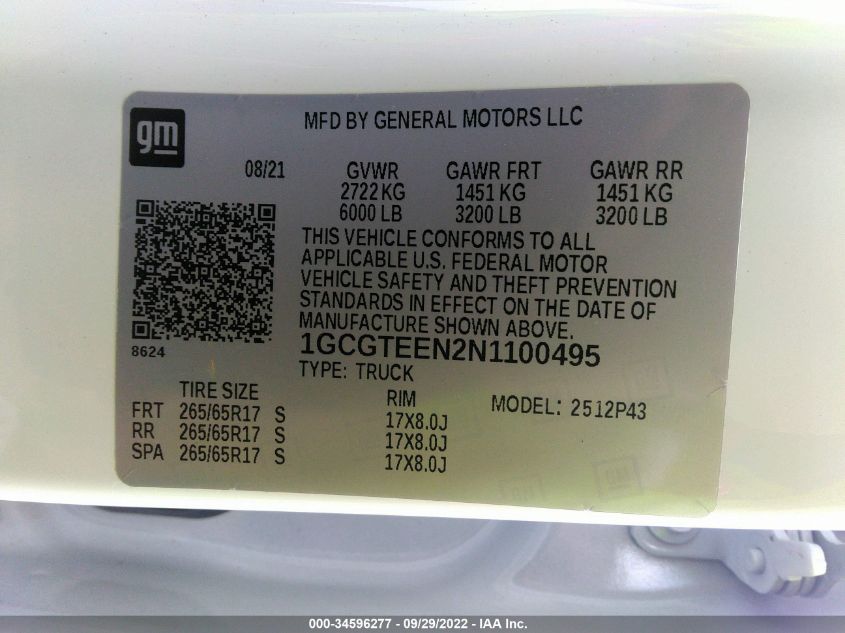 gm
MFD BY GENERAL MOTORS LLC
08/21 GVWR GAWR FRT GAWR RR
2722 KG 1451 KG 1451 KG
6000 LB 3200 LB 3200 LB
THIS VEHICLE CONFORMS TO ALL
APPLICABLE U.S. FEDERAL MOTOR
VEHICLE SAFETY AND THEFT PREVENTION
STANDARDS IN EFFECT ON THE DATE OF
MANUFACTURE SHOWN ABOVE.
8624
1GCGTEEN2N1100495
TYPE: TRUCK
TIRE SIZE RIM MODEL: 2512P43
FRT 265/65R17 S 17X8.0J
RR 265/65R17 S 17X8.0J
SPA 265/65R17 S 17X8.0J
000-34596277 - 09/29/2022 - IAA Inc.